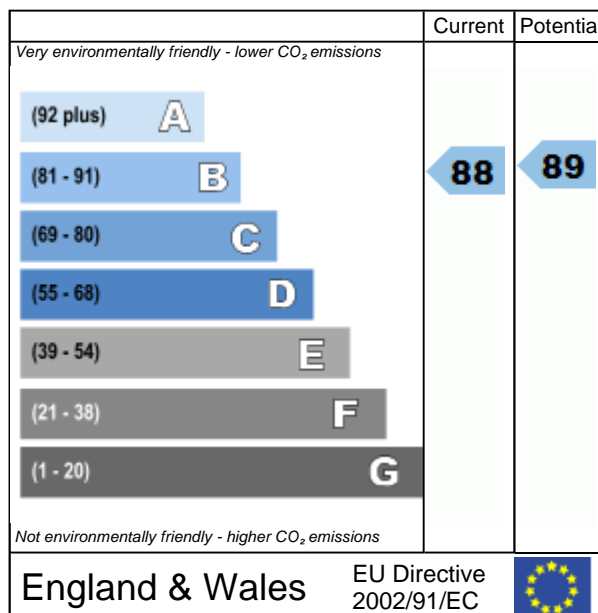 Current Potentia
Very environmentally friendly - lower CO₂ emissions
(92 plus) A
(81 - 91) B 88 89
(69 - 80) C
(55 - 68) D
(39 - 54) E
(21 - 38) F
(1 - 20) G
Not environmentally friendly - higher CO₂ emissions
England & Wales
EU Directive
2002/91/EC